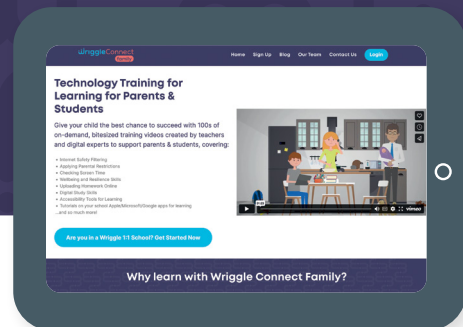 WriggleConnect
family
Home Sign Up Blog Our Team Contact Us Login
Technology Training for
Learning for Parents &
Students
Give your child the best chance to succeed with 100s of
on-demand, bitesized training videos created by teachers
and digital experts to support parents & students, covering:
• Internet Safety Filtering
• Applying Parental Restrictions
• Checking Screen Time
• Wellbeing and Resilience Skills
• Uploading Homework Online
• Digital Study Skills
• Accessibility Tools for Learning
• Tutorials on your school Apple/Microsoft/Google apps for learning
...and so much more!
vimeo
Are you in a Wriggle 1:1 School? Get Started Now
Why learn with Wriggle Connect Family?